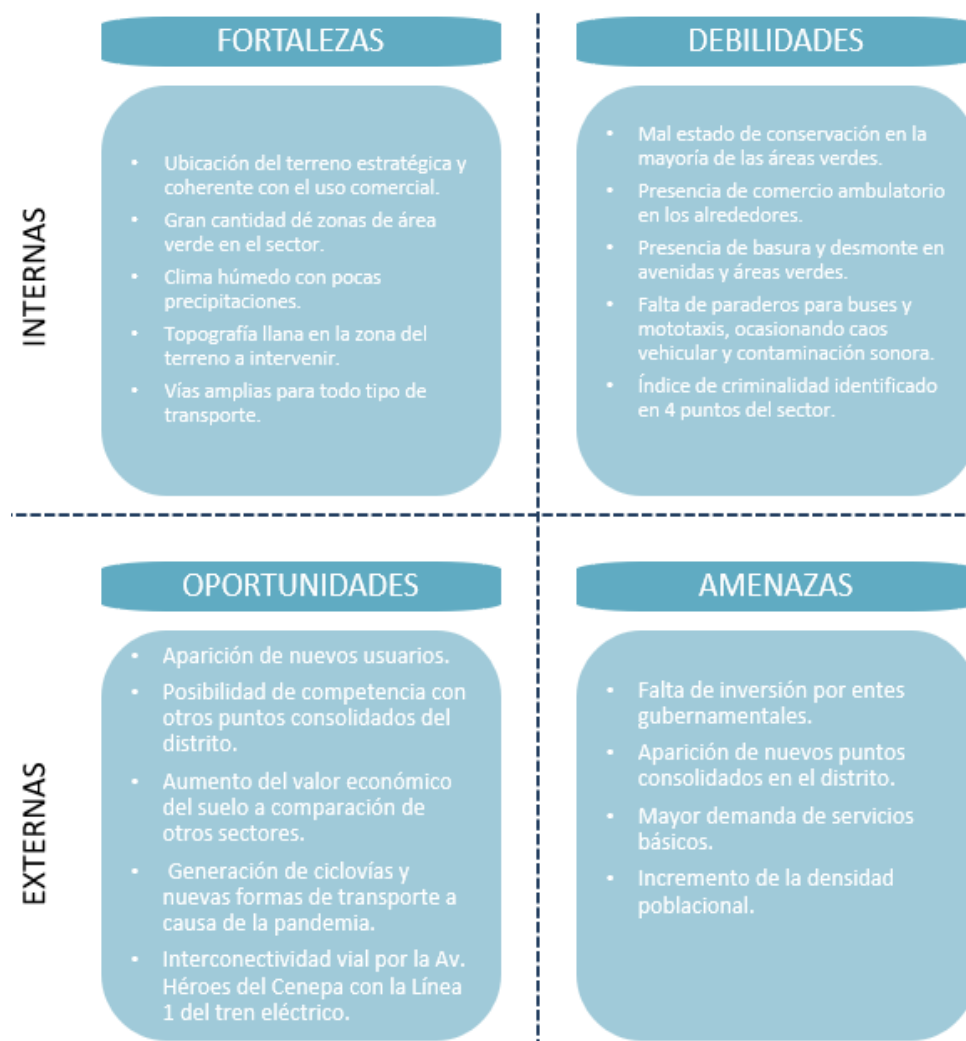 FORTALEZAS
DEBILIDADES
INTERNAS
• Ubicación del terreno estratégica y
coherente con el uso comercial.
• Gran cantidad dé zonas de área
verde en el sector.
• Clima húmedo con pocas
precipitaciones.
• Topografía llana en la zona del
terreno a intervenir.
• Vías amplias para todo tipo de
transporte.
• Mal estado de conservación en la
mayoría de las áreas verdes.
• Presencia de comercio ambulatorio
en los alrededores.
• Presencia de basura y desmonte en
avenidas y áreas verdes.
• Falta de paraderos para buses y
mototaxis, ocasionando caos
vehicular y contaminación sonora.
• Índice de criminalidad identificado
en 4 puntos del sector.
OPORTUNIDADES
AMENAZAS
EXTERNAS
• Aparición de nuevos usuarios.
• Posibilidad de competencia con
otros puntos consolidados del
distrito.
• Aumento del valor económico
del suelo a comparación de
otros sectores.
• Generación de ciclovías y
nuevas formas de transporte a
causa de la pandemia.
• Interconectividad vial por la Av.
Héroes del Cenepa con la Línea
1 del tren eléctrico.
• Falta de inversión por entes
gubernamentales.
• Aparición de nuevos puntos
consolidados en el distrito.
• Mayor demanda de servicios
básicos.
• Incremento de la densidad
poblacional.